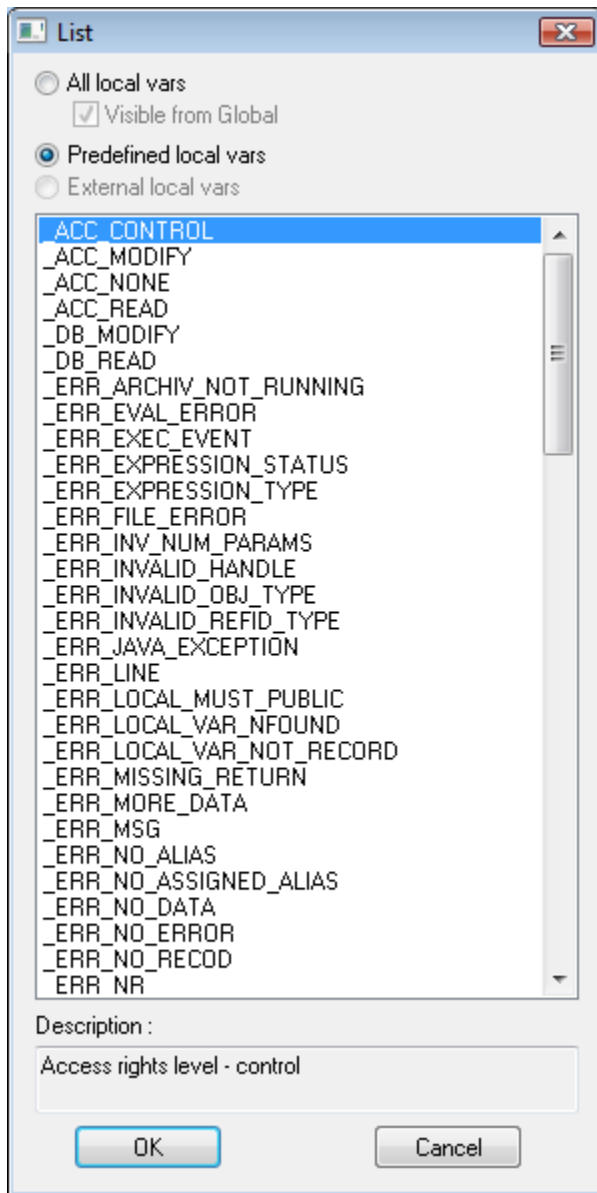 List
All local vars
Visible from Global
Predefined local vars
External local vars
_ACC_CONTROL
_ACC_MODIFY
_ACC_NONE
_ACC_READ
_DB_MODIFY
_DB_READ
_ERR_ARCHIV_NOT_RUNNING
_ERR_EVAL_ERROR
_ERR_EXEC_EVENT
_ERR_EXPRESSION_STATUS
_ERR_EXPRESSION_TYPE
_ERR_FILE_ERROR
_ERR_INV_NUM_PARAMS
_ERR_INVALID_HANDLE
_ERR_INVALID_OBJ_TYPE
_ERR_INVALID_REFID_TYPE
_ERR_JAVA_EXCEPTION
_ERR_LINE
_ERR_LOCAL_MUST_PUBLIC
_ERR_LOCAL_VAR_NFOUND
_ERR_LOCAL_VAR_NOT_RECORD
_ERR_MISSING_RETURN
_ERR_MORE_DATA
_ERR_MSG
_ERR_NO_ALIAS
_ERR_NO_ASSIGNED_ALIAS
_ERR_NO_DATA
_ERR_NO_ERROR
_ERR_NO_RECOD
_ERR_NR
Description :
Access rights level - control
OK
Cancel